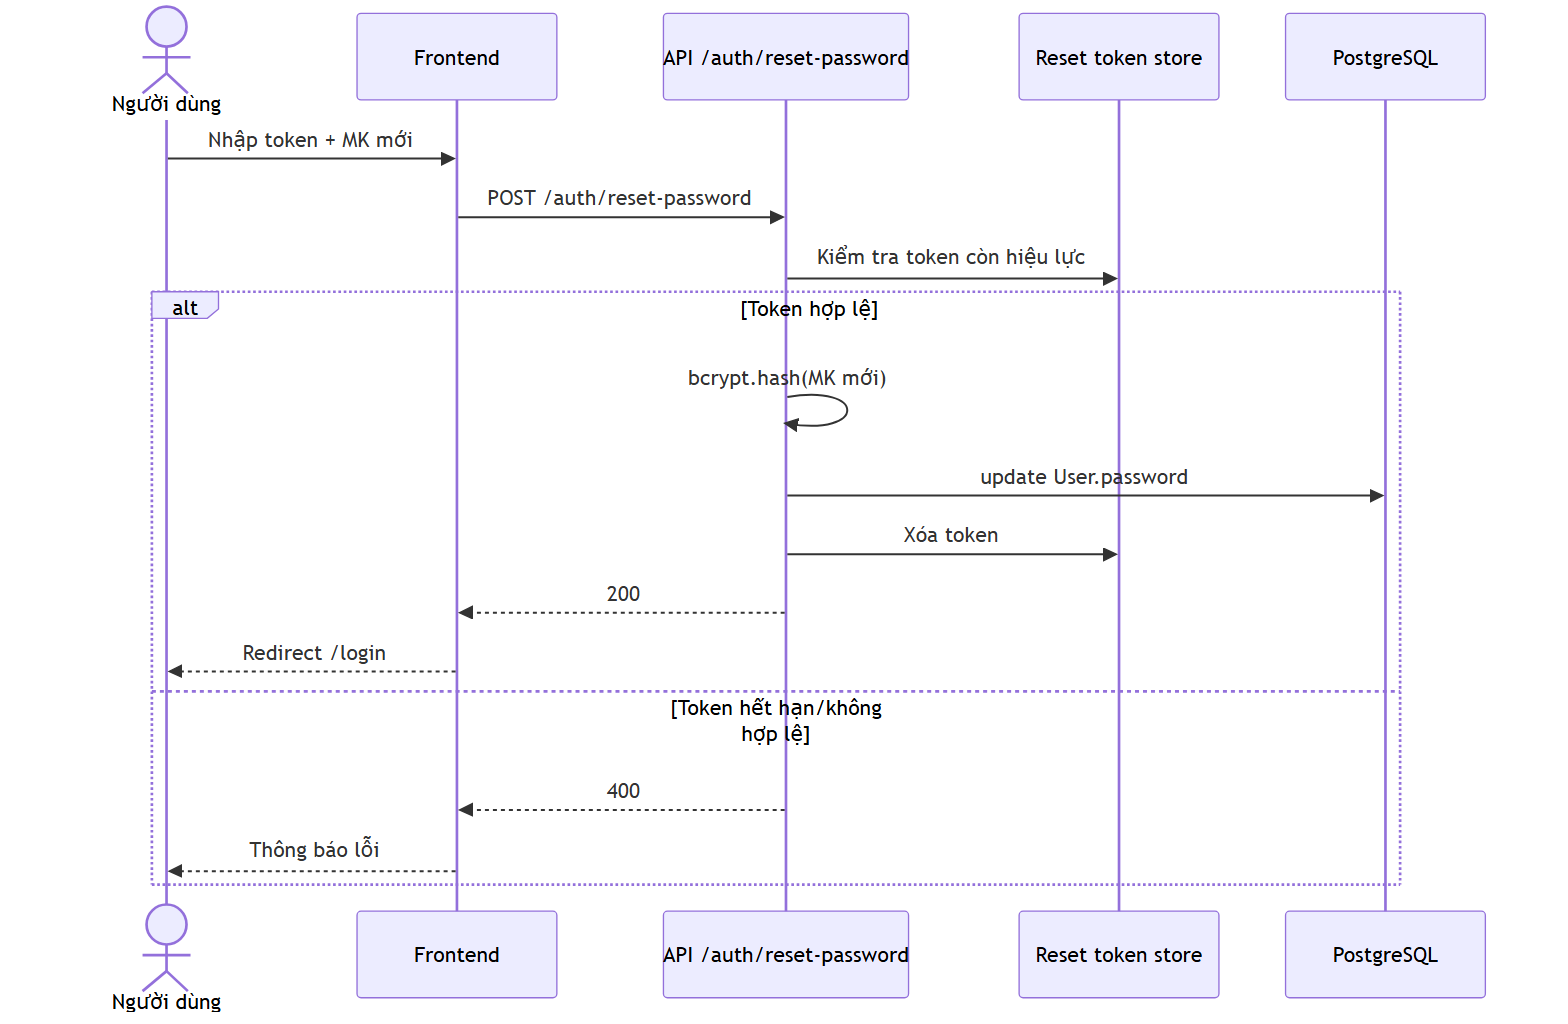 Người dùng
Frontend
API /auth/reset-password
Reset token store
PostgreSQL
Nhập token + MK mới
POST /auth/reset-password
Kiểm tra token còn hiệu lực
alt
[Token hợp lệ]
bcrypt.hash(MK mới)
update User.password
Xóa token
200
Redirect /login
[Token hết hạn/không
hợp lệ]
400
Thông báo lỗi
Người dùng
Frontend
API /auth/reset-password
Reset token store
PostgreSQL